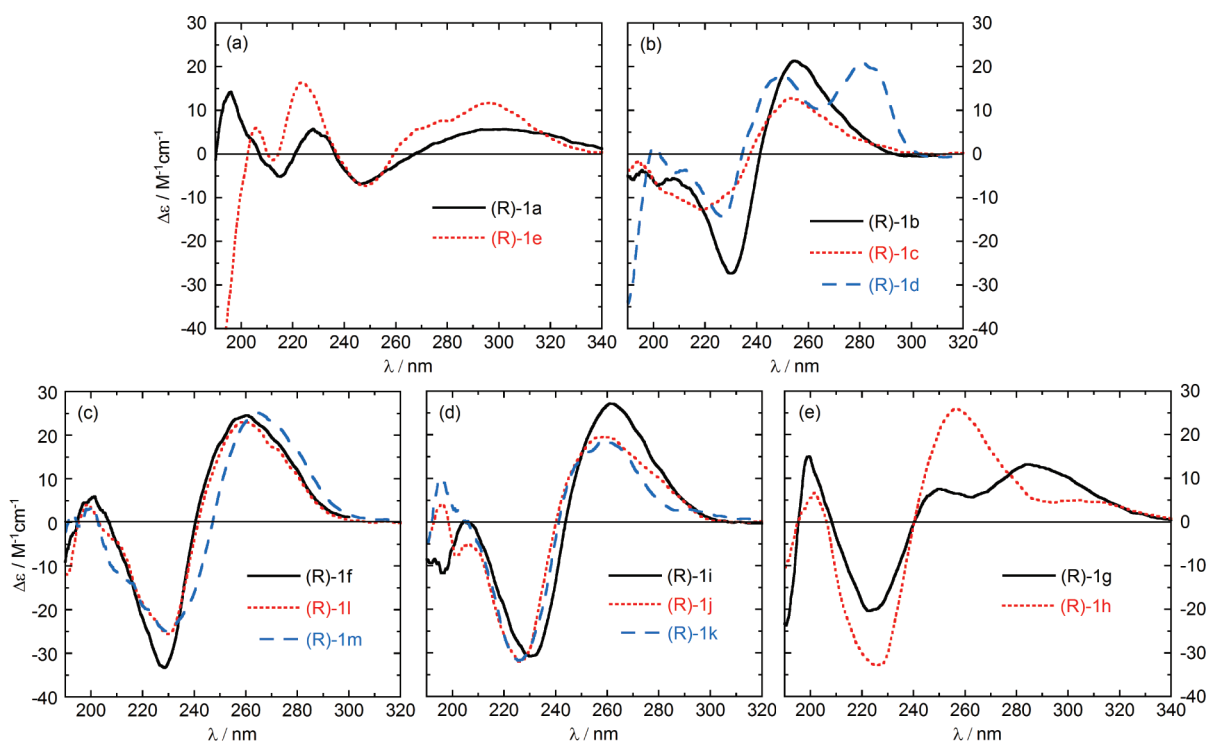 (a)
30
20
10
0
-10
-20
-30
-40
Δε / M⁻¹cm⁻¹
(R)-1a
(R)-1e
200 220 240 260 280 300 320 340
λ / nm
(b)
30
20
10
0
-10
-20
-30
-40
(R)-1b
(R)-1c
(R)-1d
200 220 240 260 280 300 320
λ / nm
(c)
30
20
10
0
-10
-20
-30
-40
Δε / M⁻¹cm⁻¹
(R)-1f
(R)-1l
(R)-1m
200 220 240 260 280 300 320
λ / nm
(d)
(R)-1i
(R)-1j
(R)-1k
200 220 240 260 280 300 320
λ / nm
(e)
30
20
10
0
-10
-20
-30
-40
(R)-1g
(R)-1h
200 220 240 260 280 300 320 340
λ / nm